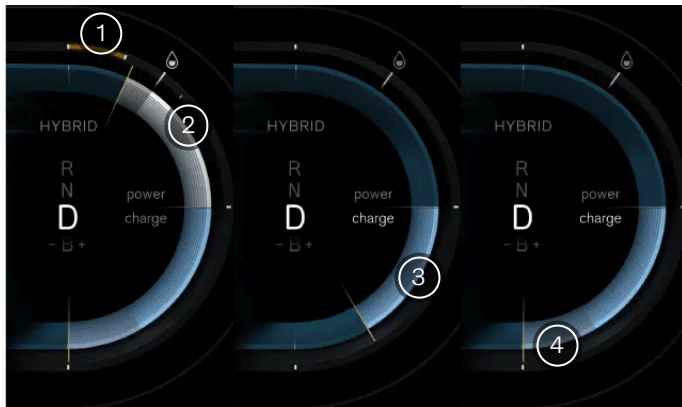 1
2
HYBRID
R
N
D
- B +
power
charge
HYBRID
R
N
D
- B +
power
charge
3
HYBRID
R
N
D
- B +
power
charge
4